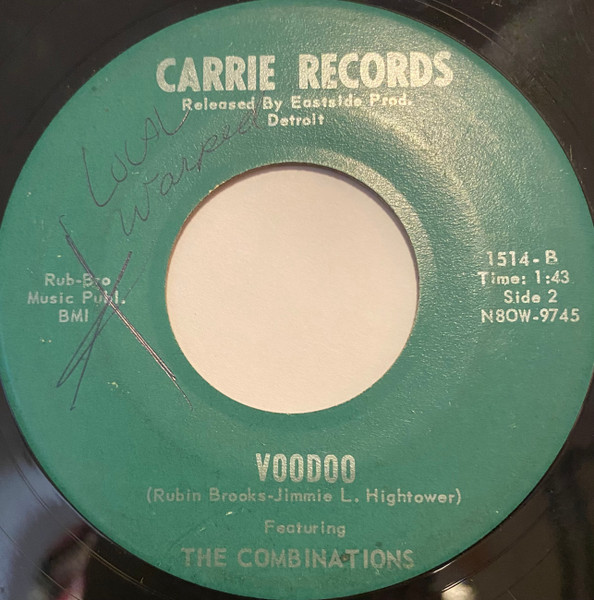 CARRIE RECORDS
Released By Eastside Prod.
Detroit
Local
Warped
Rub-Bro
Music Publ.
BMI
1514-B
Time: 1:43
Side 2
N8OW-9745
VOODOO
(Rubin Brooks-Jimmie L. Hightower)
Featuring
THE COMBINATIONS